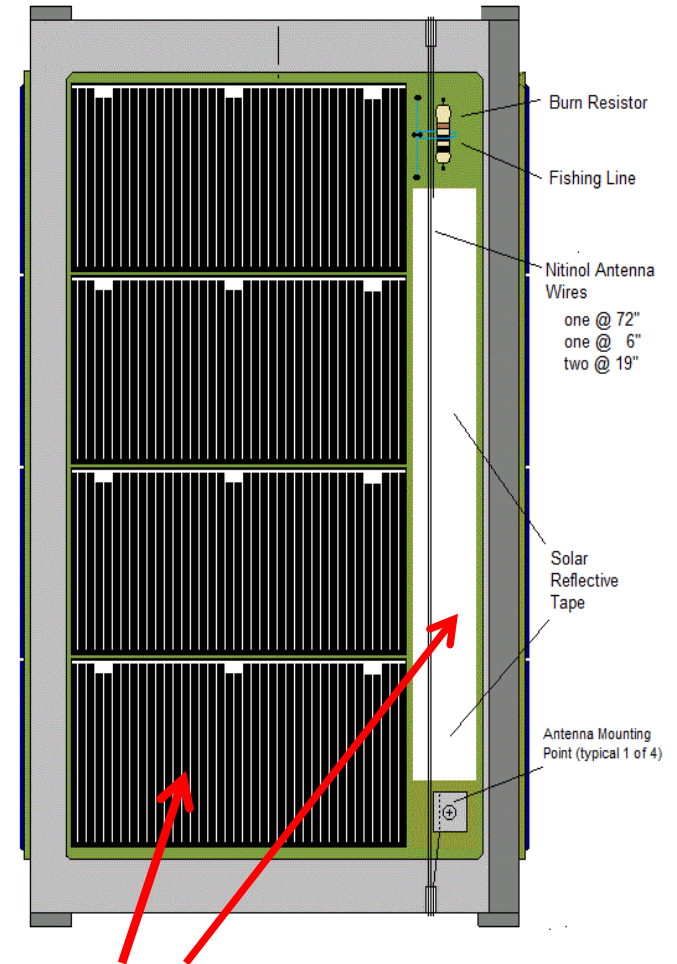 Burn Resistor
Fishing Line
Nitinol Antenna
Wires
one @ 72"
one @ 6"
two @ 19"
Solar
Reflective
Tape
Antenna Mounting
Point (typical 1 of 4)